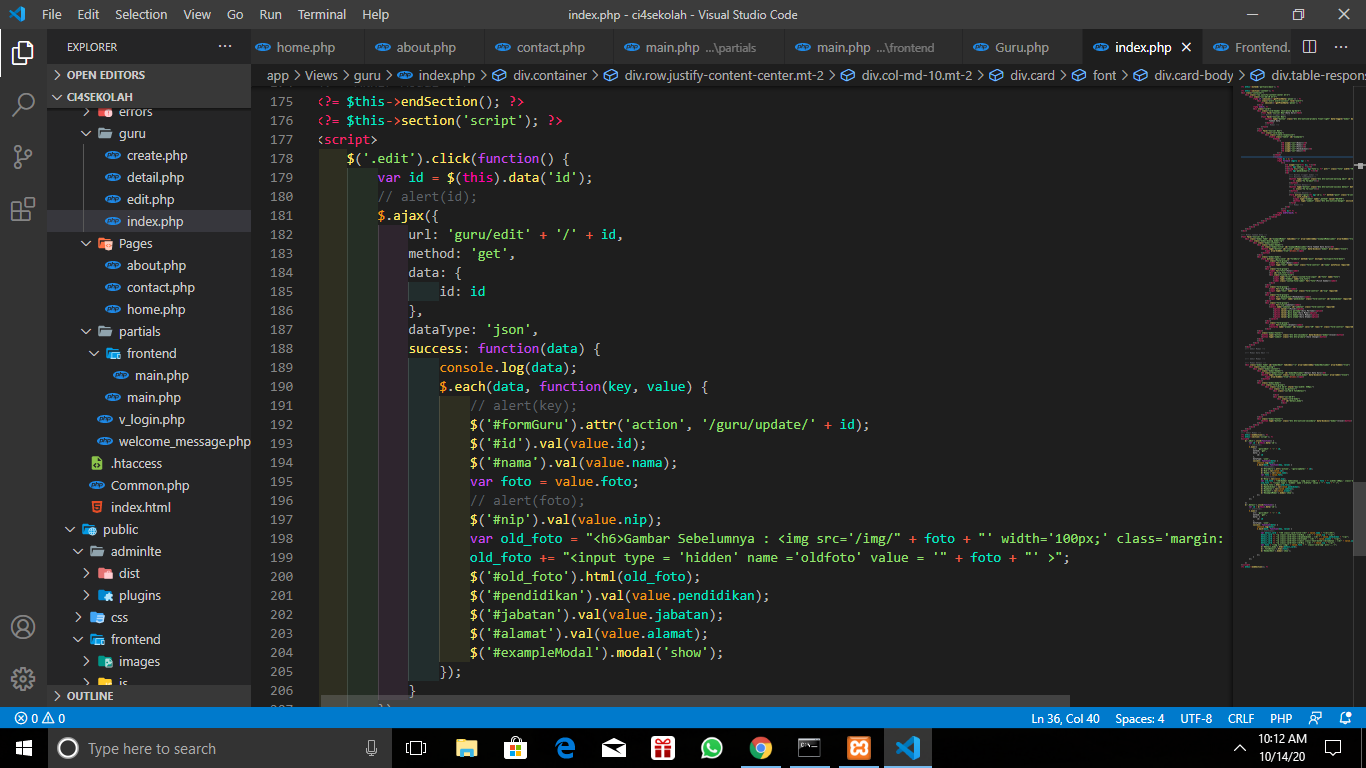 File Edit Selection View Go Run Terminal Help index.php - ci4sekolah - Visual Studio Code
EXPLORER
home.php about.php contact.php main.php ...\partials main.php ...\frontend Guru.php index.php Frontend.
OPEN EDITORS
app > Views > guru > index.php > div.container > div.row.justify-content-center.mt-2 > div.col-md-10.mt-2 > div.card > font > div.card-body > div.table-respon
CI4SEKOLAH
errors
guru
create.php
detail.php
edit.php
index.php
Pages
about.php
contact.php
home.php
partials
frontend
main.php
main.php
v_login.php
welcome_message.php
.htaccess
Common.php
index.html
public
adminlte
dist
plugins
css
frontend
images
js
OUTLINE
175 <?= $this->endSection(); ?>
176 <?= $this->section('script'); ?>
177 <script>
178 $('.edit').click(function() {
179 var id = $(this).data('id');
180 // alert(id);
181 $.ajax({
182 url: 'guru/edit' + '/' + id,
183 method: 'get',
184 data: {
185 id: id
186 },
187 dataType: 'json',
188 success: function(data) {
189 console.log(data);
190 $.each(data, function(key, value) {
191 // alert(key);
192 $('#formGuru').attr('action', '/guru/update/' + id);
193 $('#id').val(value.id);
194 $('#nama').val(value.nama);
195 var foto = value.foto;
196 // alert(foto);
197 $('#nip').val(value.nip);
198 var old_foto = "<h6>Gambar Sebelumnya : <img src='/img/" + foto + "' width='100px;' class='margin:
199 old_foto += "<input type = 'hidden' name ='oldfoto' value = '" + foto + "' >";
200 $('#old_foto').html(old_foto);
201 $('#pendidikan').val(value.pendidikan);
202 $('#jabatan').val(value.jabatan);
203 $('#alamat').val(value.alamat);
204 $('#exampleModal').modal('show');
205 });
206 }
207 })
0 0 Ln 36, Col 40 Spaces: 4 UTF-8 CRLF PHP
Type here to search
10:12 AM
10/14/20